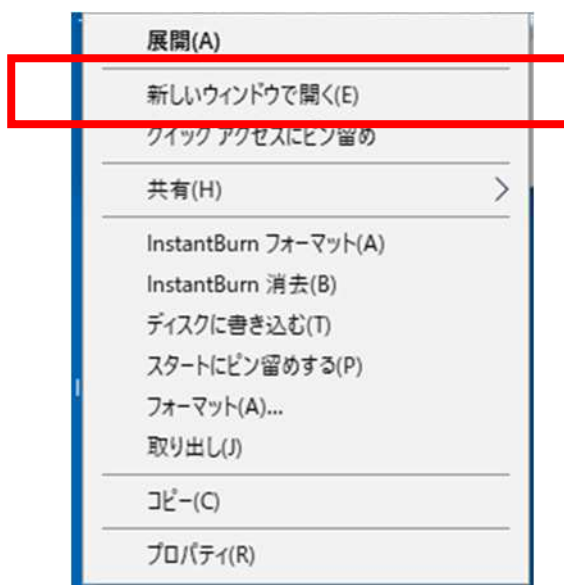 展開(A)
新しいウィンドウで開く(E)
クイック アクセスにピン留め
共有(H)
InstantBurn フォーマット(A)
InstantBurn 消去(B)
ディスクに書き込む(T)
スタートにピン留めする(P)
フォーマット(A)...
取り出し(J)
コピー(C)
プロパティ(R)